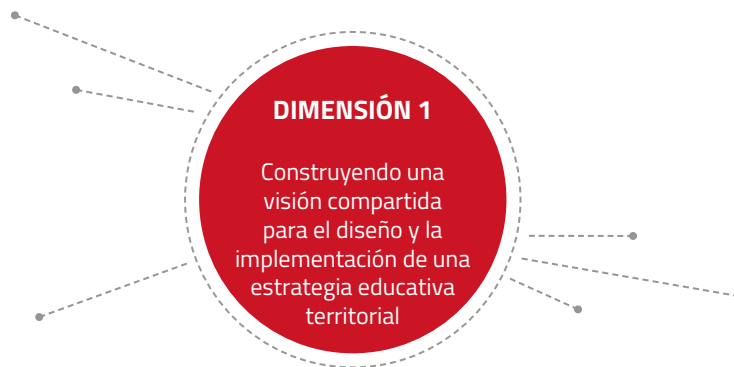 DIMENSIÓN 1
Construyendo una
visión compartida
para el diseño y la
implementación de una
estrategia educativa
territorial